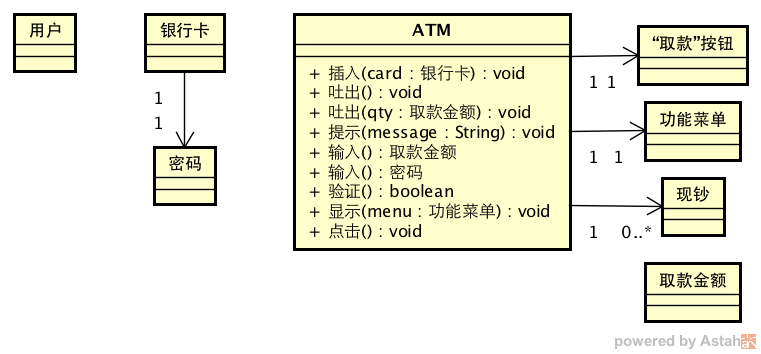 用户
银行卡
1
1
密码
ATM
+ 插入(card : 银行卡) : void
+ 吐出() : void
+ 吐出(qty : 取款金额) : void
+ 提示(message : String) : void
+ 输入() : 取款金额
+ 输入() : 密码
+ 验证() : boolean
+ 显示(menu : 功能菜单) : void
+ 点击() : void
“取款”按钮
1 1
功能菜单
1 1
现钞
1 0..*
取款金额
powered by Astah